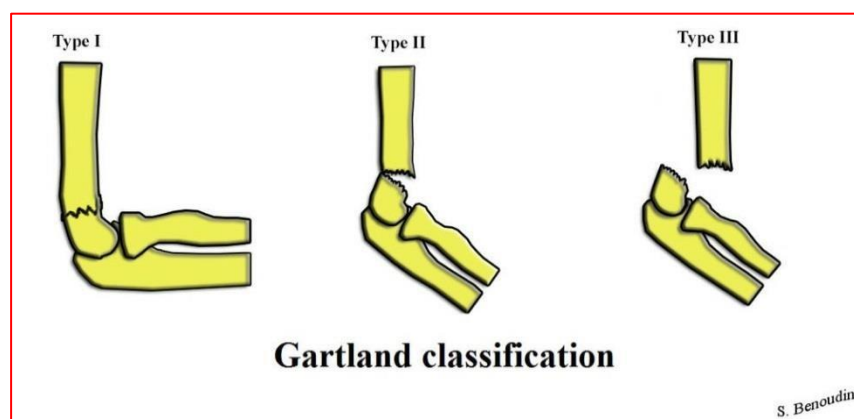 Type I
Type II
Type III
Gartland classification
S. Benoudin